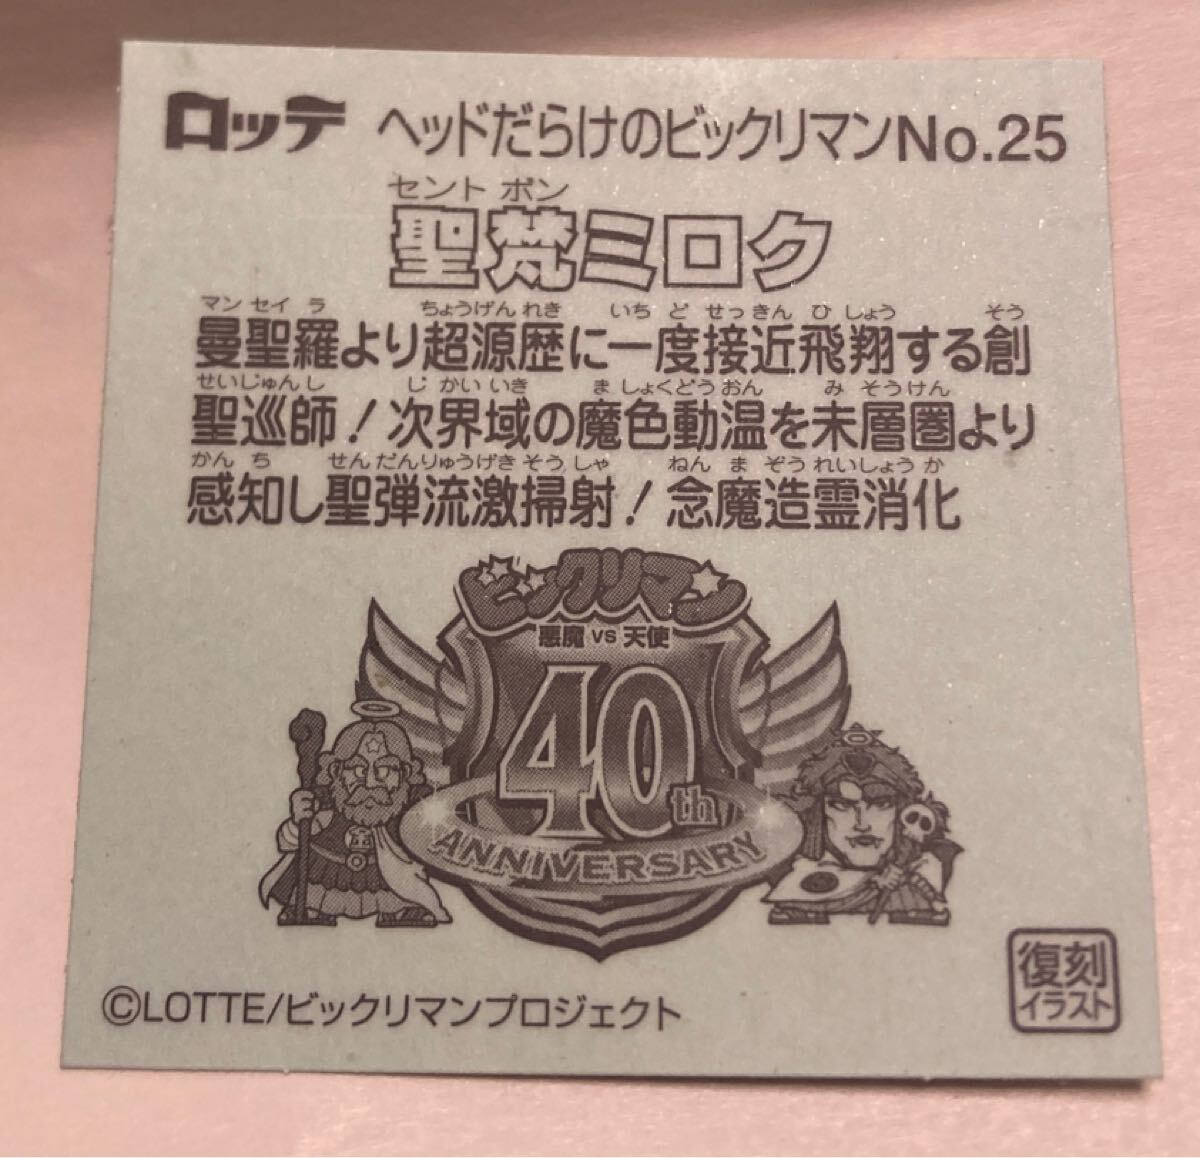 ロッテ ヘッドだらけのビックリマンNo.25
セント ボン
聖梵ミロク
マン セイ ラ ちょうげん れき いち ど せっ きん ひ しょう そう
曼聖羅より超源歴に一度接近飛翔する創
せいじゅん し じ かい いき ま しょくどう おん み そうけん
聖巡師!次界域の魔色動温を未層圏より
かん ち せんだんりゅうげき そう しゃ ねん ま ぞう れいしょう か
感知し聖弾流激掃射!念魔造霊消化
ビックリマン
悪魔 VS 天使
40th
ANNIVERSARY
©LOTTE/ビックリマンプロジェクト
復刻
イラスト